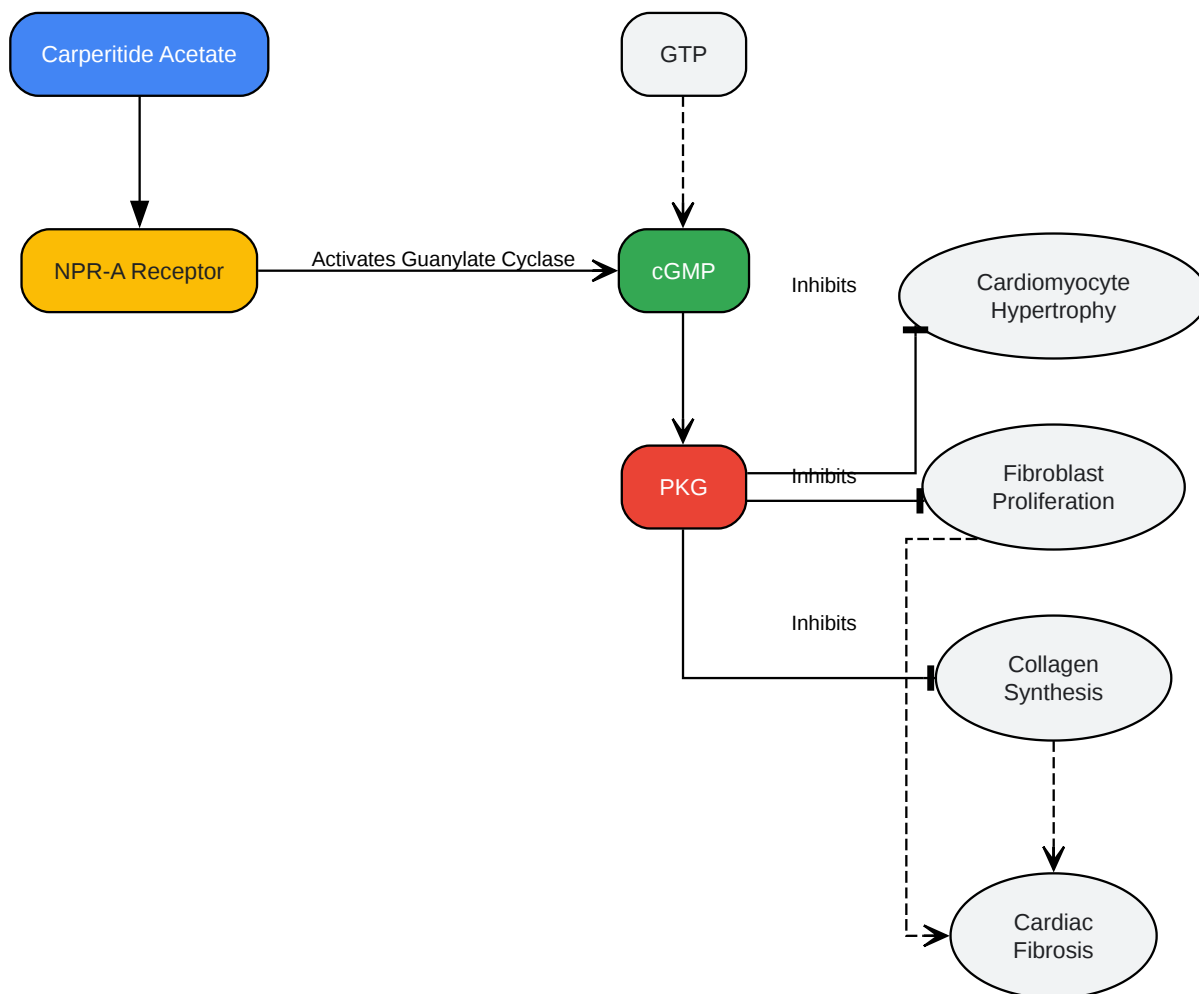 Carperitide Acetate
GTP
NPR-A Receptor
Activates Guanylate Cyclase
cGMP
Inhibits
Cardiomyocyte
Hypertrophy
PKG
Inhibits
Fibroblast
Proliferation
Inhibits
Collagen
Synthesis
Cardiac
Fibrosis